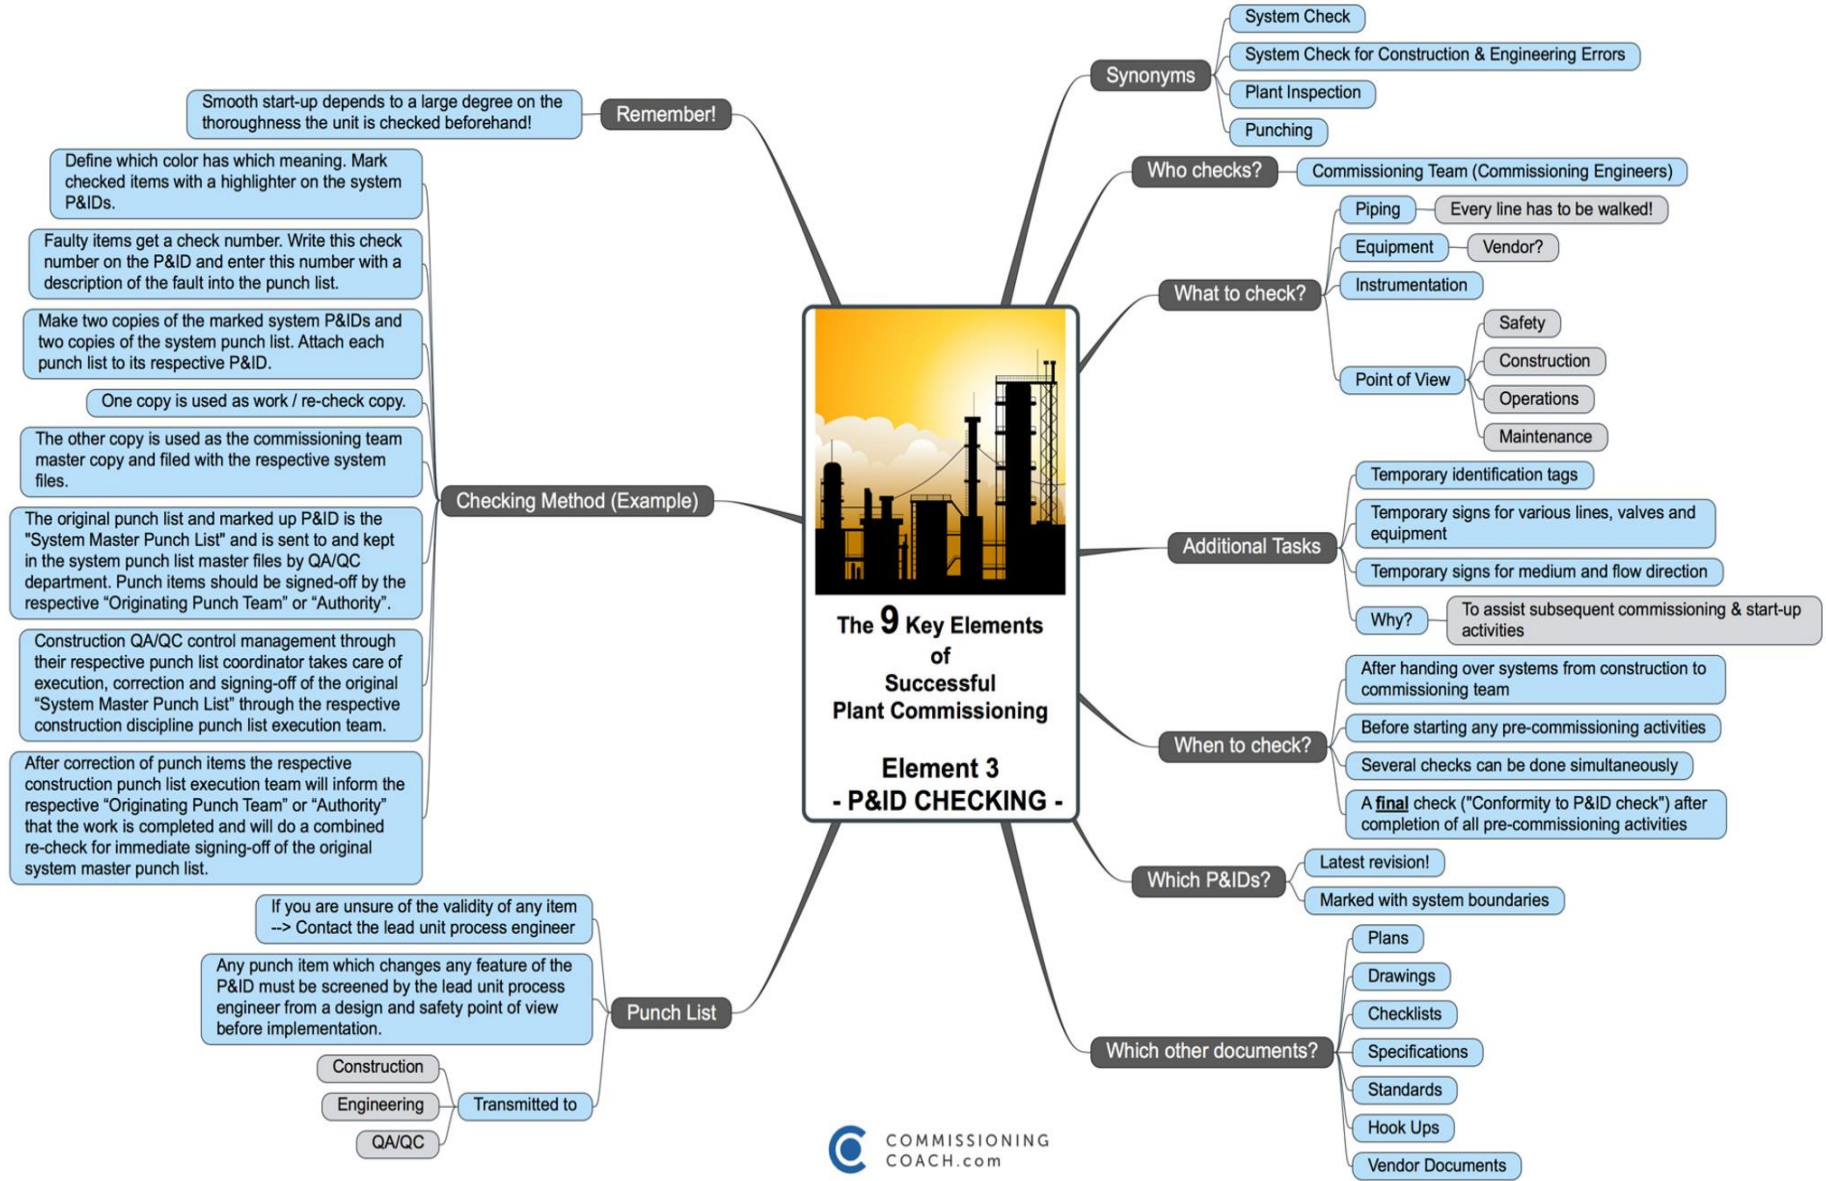 Remember!
Smooth start-up depends to a large degree on the
thoroughness the unit is checked beforehand!
Checking Method (Example)
Define which color has which meaning. Mark
checked items with a highlighter on the system
P&IDs.
Faulty items get a check number. Write this check
number on the P&ID and enter this number with a
description of the fault into the punch list.
Make two copies of the marked system P&IDs and
two copies of the system punch list. Attach each
punch list to its respective P&ID.
One copy is used as work / re-check copy.
The other copy is used as the commissioning team
master copy and filed with the respective system
files.
The original punch list and marked up P&ID is the
"System Master Punch List" and is sent to and kept
in the system punch list master files by QA/QC
department. Punch items should be signed-off by the
respective “Originating Punch Team” or “Authority”.
Construction QA/QC control management through
their respective punch list coordinator takes care of
execution, correction and signing-off of the original
“System Master Punch List” through the respective
construction discipline punch list execution team.
After correction of punch items the respective
construction punch list execution team will inform the
respective “Originating Punch Team” or “Authority”
that the work is completed and will do a combined
re-check for immediate signing-off of the original
system master punch list.
Punch List
If you are unsure of the validity of any item
--> Contact the lead unit process engineer
Any punch item which changes any feature of the
P&ID must be screened by the lead unit process
engineer from a design and safety point of view
before implementation.
Transmitted to
Construction
Engineering
QA/QC
The 9 Key Elements
of
Successful
Plant Commissioning
Element 3
- P&ID CHECKING -
COMMISSIONING
COACH.com
Synonyms
System Check
System Check for Construction & Engineering Errors
Plant Inspection
Punching
Who checks?
Commissioning Team (Commissioning Engineers)
What to check?
Piping
Every line has to be walked!
Equipment
Vendor?
Instrumentation
Point of View
Safety
Construction
Operations
Maintenance
Additional Tasks
Temporary identification tags
Temporary signs for various lines, valves and
equipment
Temporary signs for medium and flow direction
Why?
To assist subsequent commissioning & start-up
activities
When to check?
After handing over systems from construction to
commissioning team
Before starting any pre-commissioning activities
Several checks can be done simultaneously
A final check ("Conformity to P&ID check") after
completion of all pre-commissioning activities
Which P&IDs?
Latest revision!
Marked with system boundaries
Which other documents?
Plans
Drawings
Checklists
Specifications
Standards
Hook Ups
Vendor Documents